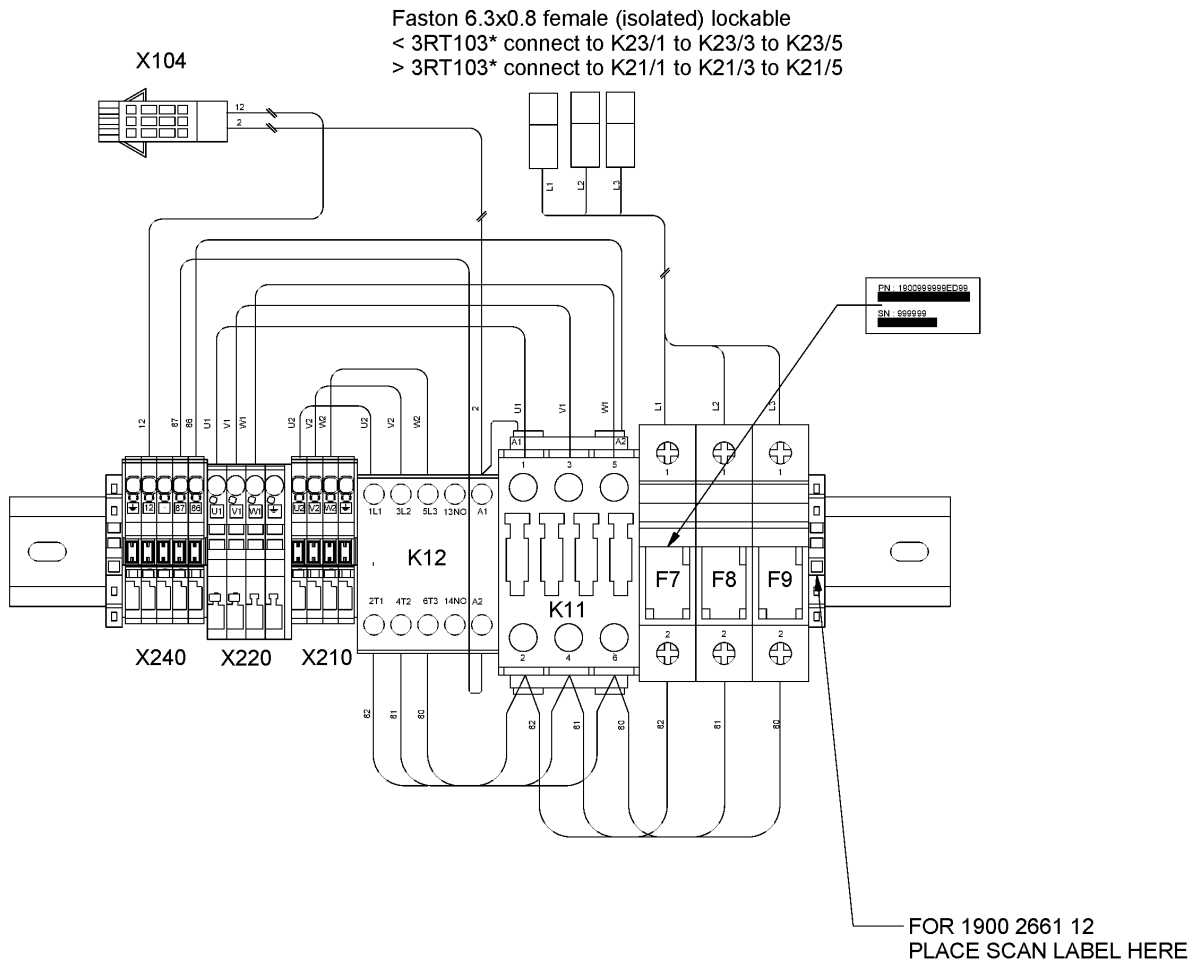 Faston 6.3x0.8 female (isolated) lockable
< 3RT103* connect to K23/1 to K23/3 to K23/5
> 3RT103* connect to K21/1 to K21/3 to K21/5
X104
12
2
L1 L2 L3
PN : 1900999999ED99
SN : 999999
12 87 86 U1 V1 W1 U2 V2 W2 U2 V2 W2 2 U1 V1 W1 L1 L2 L3
A1 A2
1 3 5 1 1 1
12 - 87 86 U1 V1 W1 U2 V2 W2
1L1 3L2 5L3 13NC A1
K12
F7 F8 F9
2T1 4T2 6T3 14NC A2
K11
2 2 2
X240 X220 X210
2 4 6
82 81 80 82 81 80 82 81 80
FOR 1900 2661 12
PLACE SCAN LABEL HERE